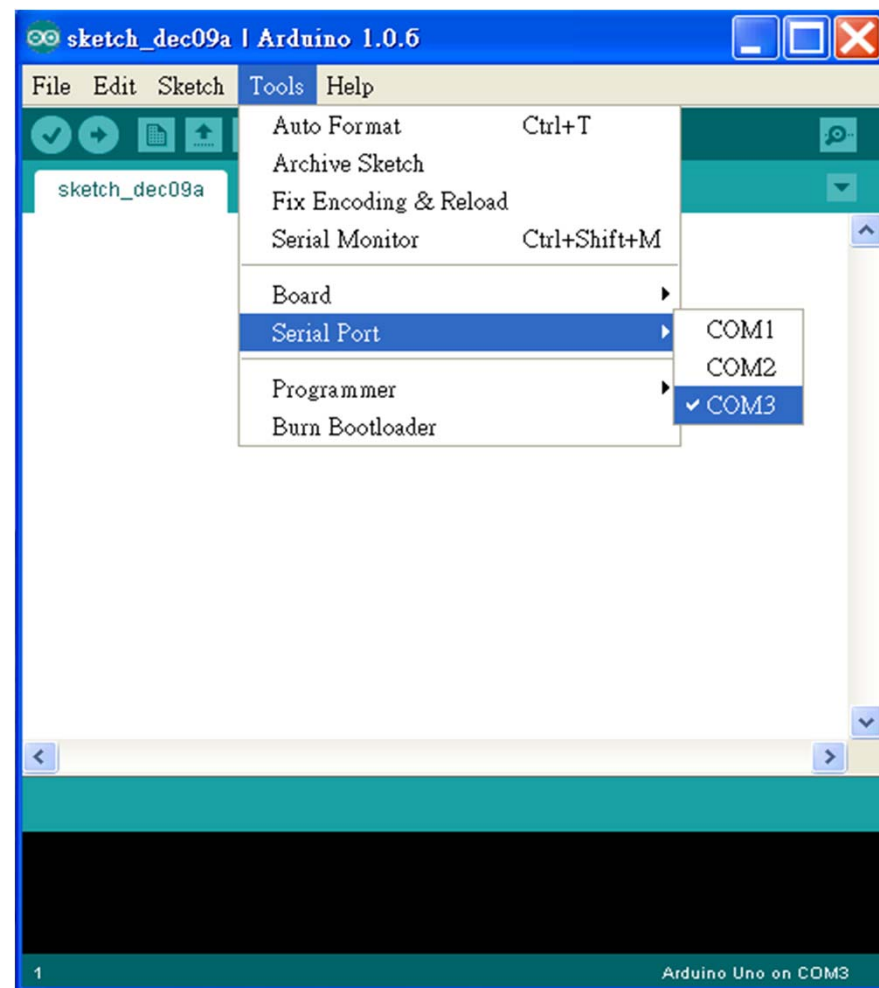 sketch_dec09a | Arduino 1.0.6
File Edit Sketch Tools Help
sketch_dec09a
Auto Format Ctrl+T
Archive Sketch
Fix Encoding & Reload
Serial Monitor Ctrl+Shift+M
Board
Serial Port
Programmer
Burn Bootloader
COM1
COM2
COM3
1 Arduino Uno on COM3